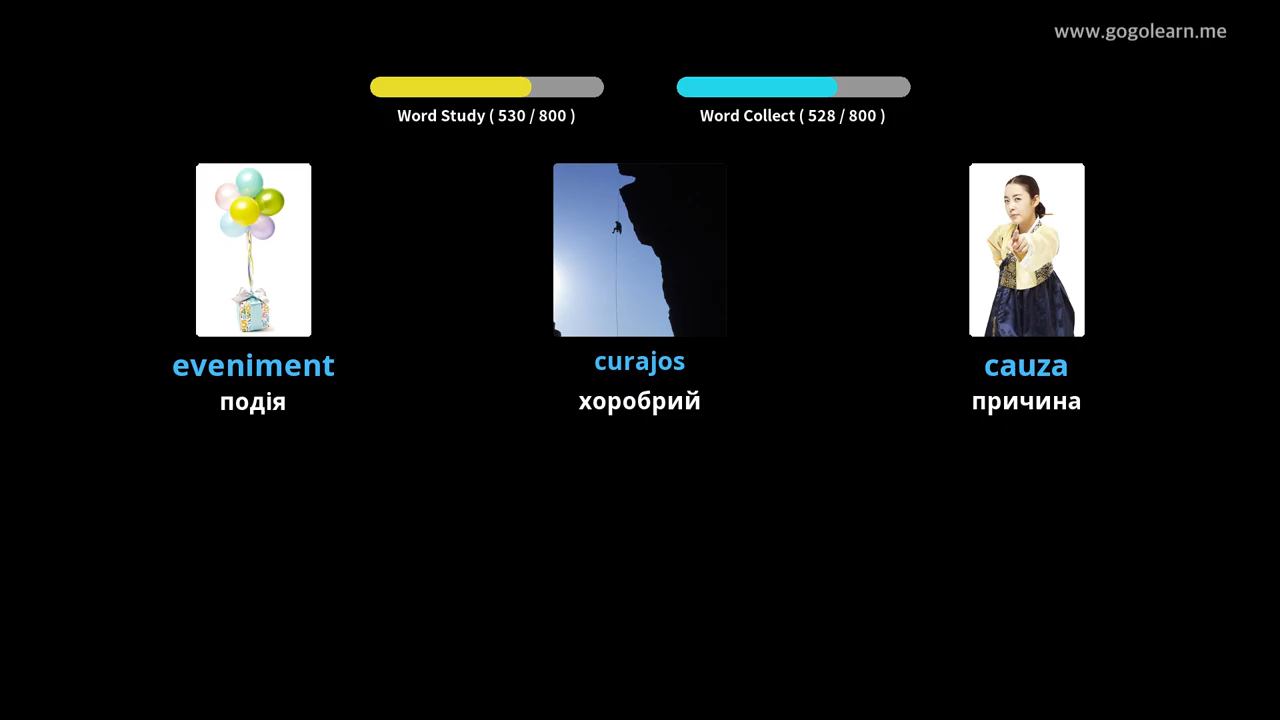 www.gogolearn.me
Word Study ( 530 / 800 )
Word Collect ( 528 / 800 )
eveniment
подія
curajos
хоробрий
cauza
причина